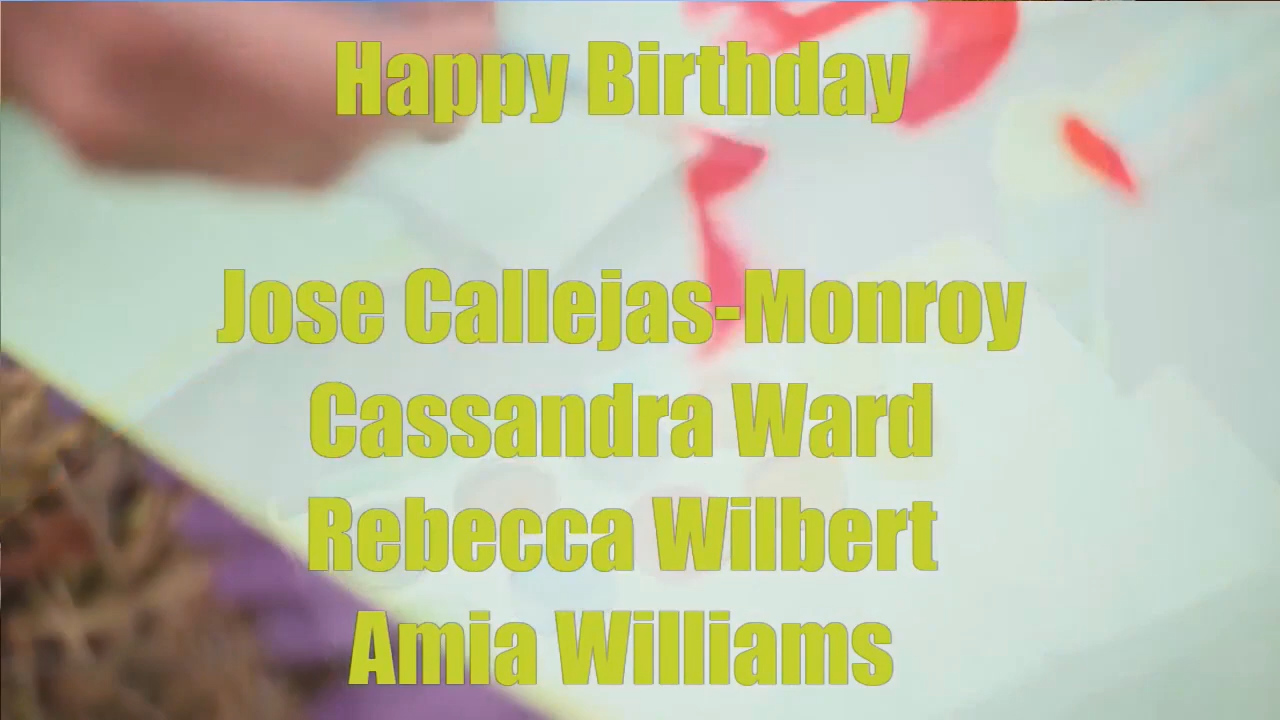 Happy Birthday
Jose Callejas-Monroy
Cassandra Ward
Rebecca Wilbert
Amia Williams